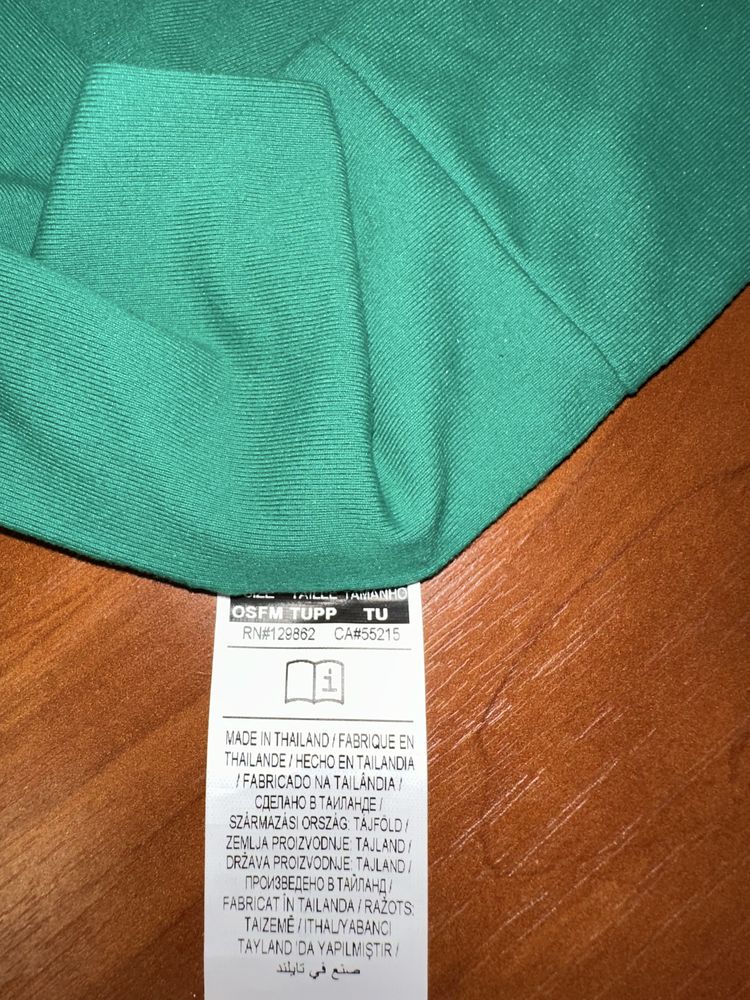 SIZE TAILLE TAMANHO
OSFM TUPP TU
RN#129862 CA#55215
i
MADE IN THAILAND / FABRIQUE EN
THAILANDE / HECHO EN TAILANDIA
/ FABRICADO NA TAILÂNDIA /
СДЕЛАНО В ТАИЛАНДЕ /
SZÁRMAZÁSI ORSZÁG: TÁJFÖLD /
ZEMLJA PROIZVODNJE: TAJLAND /
DRŽAVA PROIZVODNJE: TAJLAND /
ПРОИЗВЕДЕНО В ТАЙЛАНД /
FABRICAT ÎN TAILANDA / RAŽOTS:
TAIZEMĒ / ITHAL/YABANCI
TAYLAND 'DA YAPILMIŞTIR /
صنع في تايلند